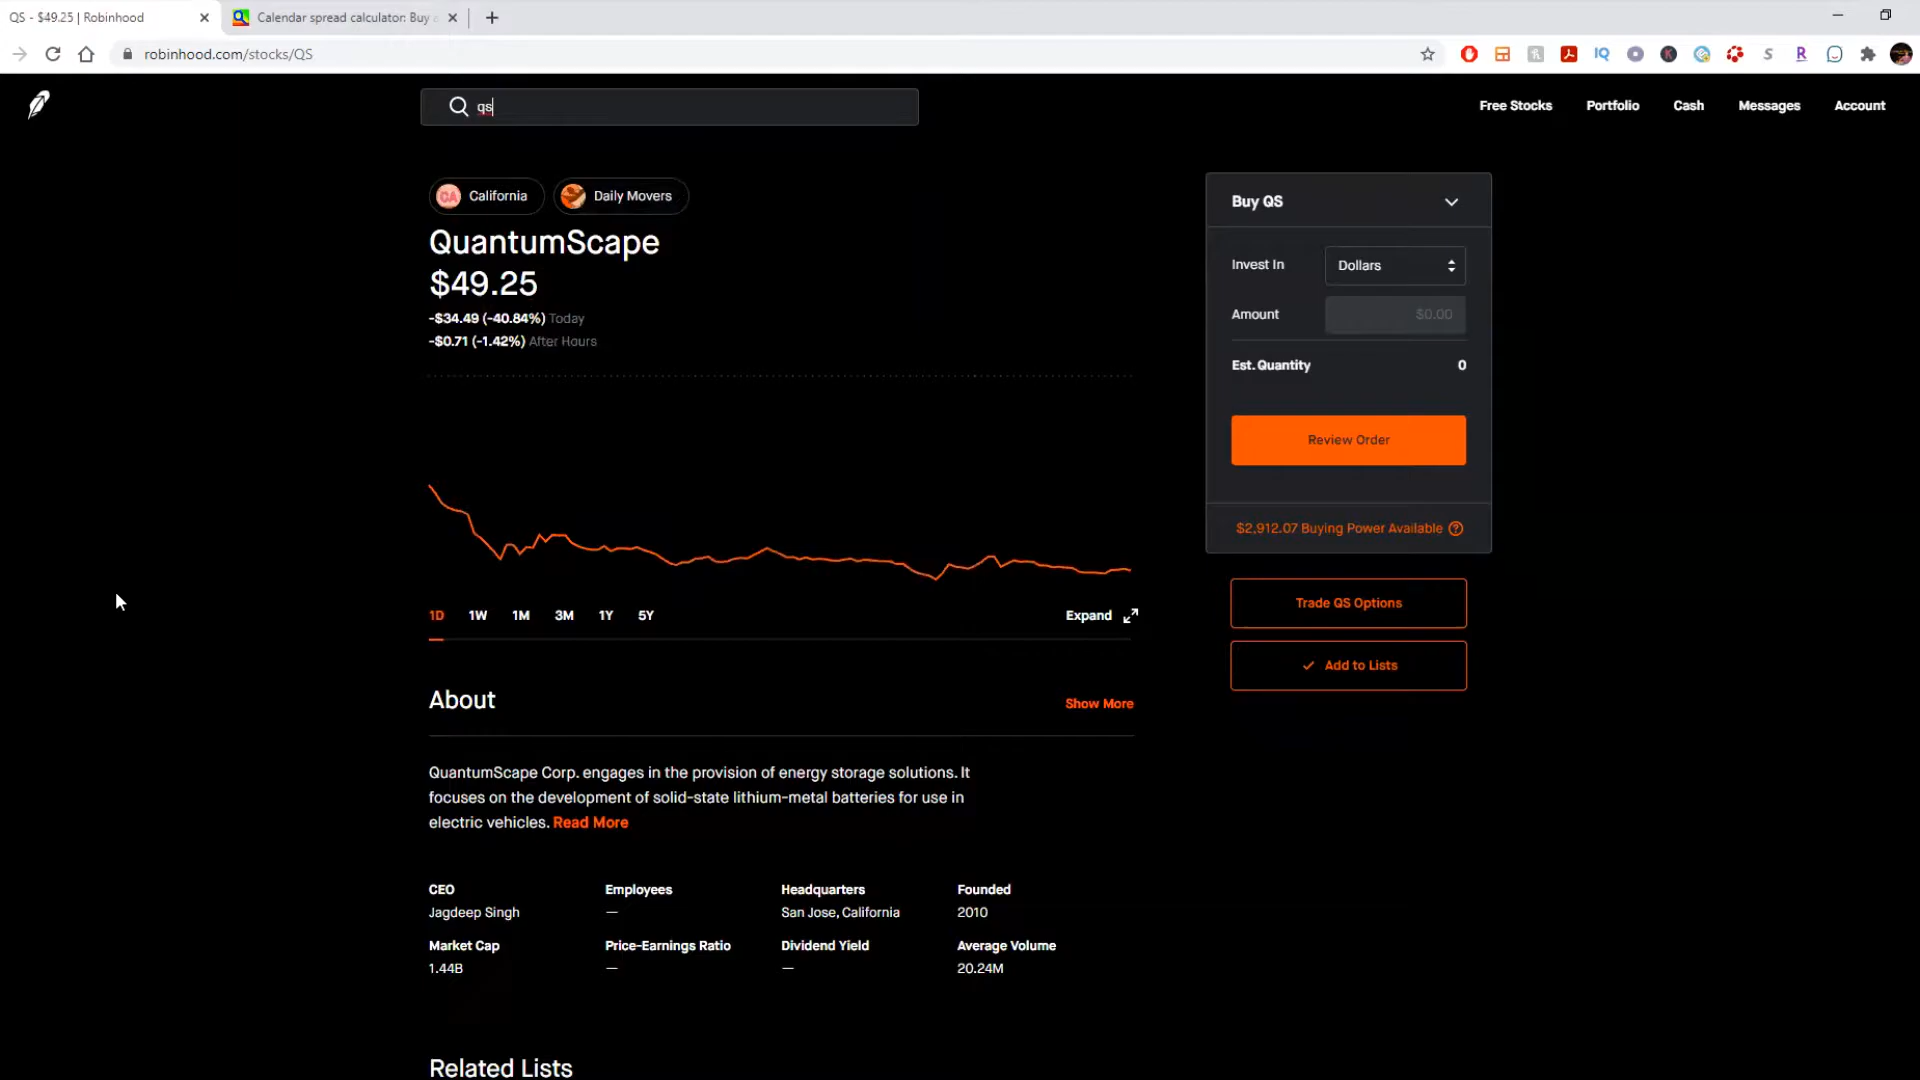 QS - $49.25 | Robinhood
Calendar spread calculator: Buy a
robinhood.com/stocks/QS
qs
Free Stocks
Portfolio
Cash
Messages
Account
CA California
Daily Movers
QuantumScape
$49.25
-$34.49 (-40.84%) Today
-$0.71 (-1.42%) After Hours
1D
1W
1M
3M
1Y
5Y
Expand
Buy QS
Invest In
Dollars
Amount
$0.00
Est. Quantity
0
Review Order
$2,912.07 Buying Power Available
Trade QS Options
Add to Lists
About
Show More
QuantumScape Corp. engages in the provision of energy storage solutions. It
focuses on the development of solid-state lithium-metal batteries for use in
electric vehicles. Read More
CEO
Jagdeep Singh
Employees
—
Headquarters
San Jose, California
Founded
2010
Market Cap
1.44B
Price-Earnings Ratio
—
Dividend Yield
—
Average Volume
20.24M
Related Lists